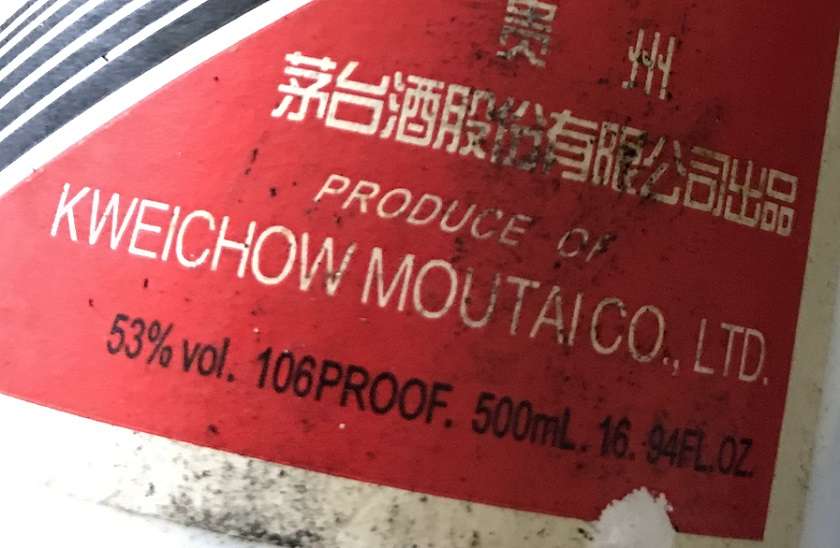 贵州
茅台酒股份有限公司出品
PRODUCE OF
KWEICHOW MOUTAI CO., LTD.
53% vol. 106PROOF. 500mL. 16. 94FL.OZ.